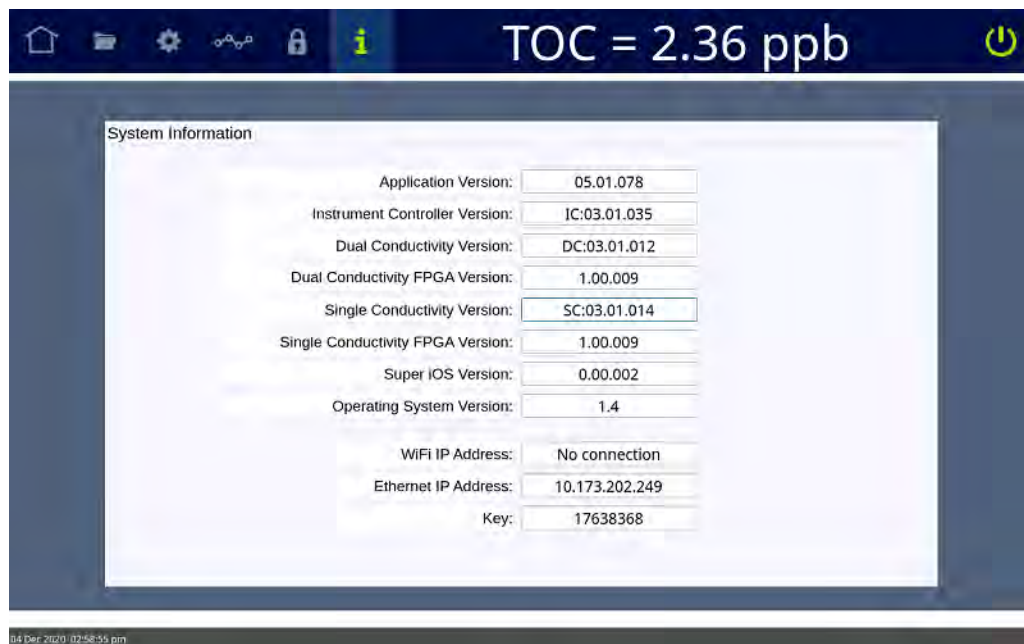 TOC = 2.36 ppb
System Information
Application Version: 05.01.078
Instrument Controller Version: IC:03.01.035
Dual Conductivity Version: DC:03.01.012
Dual Conductivity FPGA Version: 1.00.009
Single Conductivity Version: SC:03.01.014
Single Conductivity FPGA Version: 1.00.009
Super iOS Version: 0.00.002
Operating System Version: 1.4
WiFi IP Address: No connection
Ethernet IP Address: 10.173.202.249
Key: 17638368
04 Dec 2020 02:58:55 pm